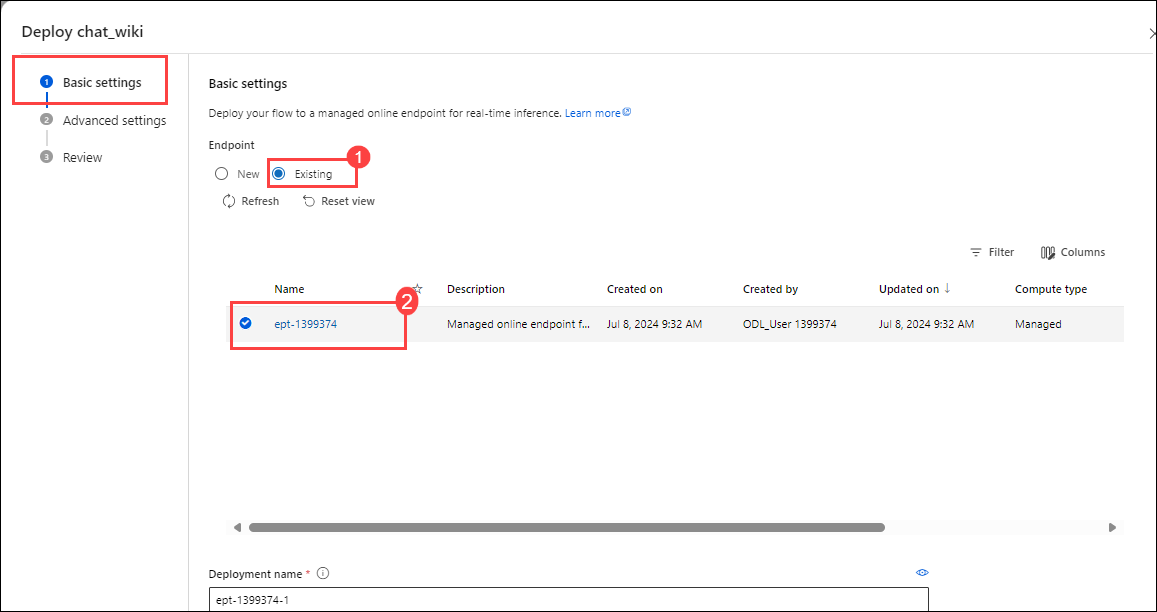 Deploy chat_wiki
1 Basic settings
2 Advanced settings
3 Review
Basic settings
Deploy your flow to a managed online endpoint for real-time inference. Learn more
Endpoint
1
New Existing
Refresh Reset view
Filter Columns
2
Name Description Created on Created by Updated on ↓ Compute type
ept-1399374 Managed online endpoint f... Jul 8, 2024 9:32 AM ODL_User 1399374 Jul 8, 2024 9:32 AM Managed
Deployment name *
ept-1399374-1